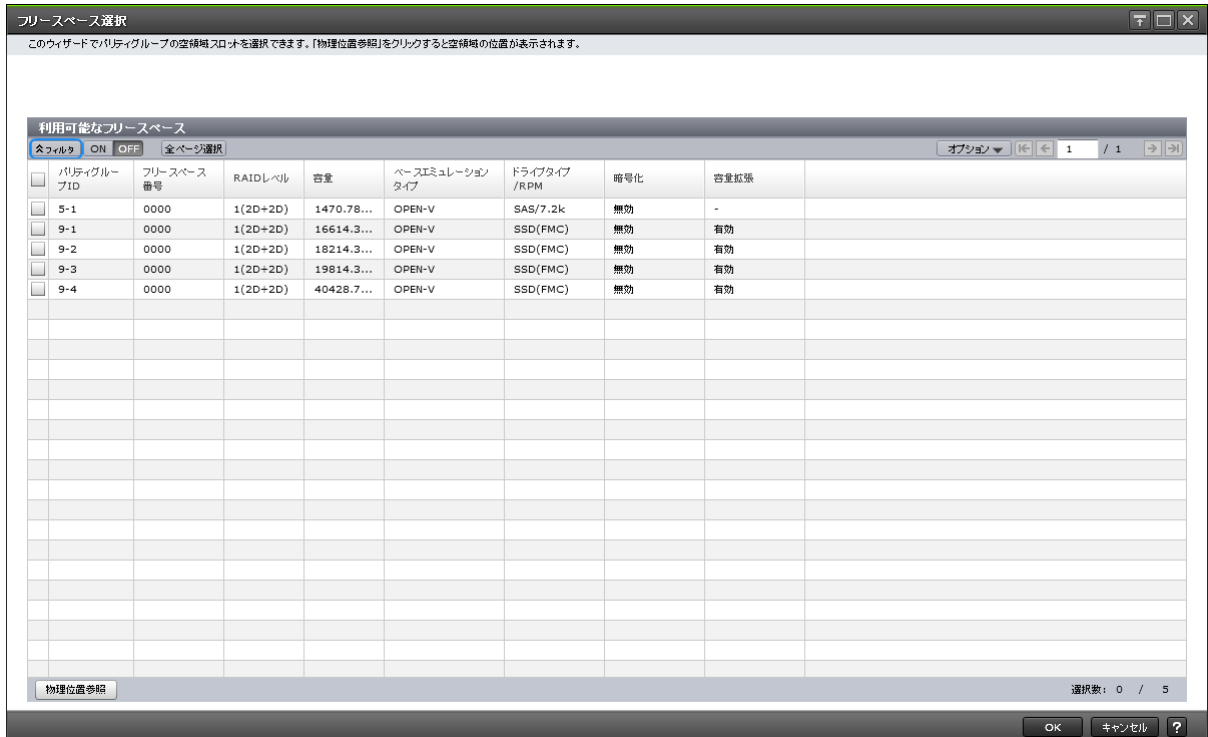 フリースペース選択
このウィザードでパリティグループの空領域スロットを選択できます。「物理位置参照」をクリックすると空領域の位置が表示されます。
利用可能なフリースペース
フィルタ ON OFF 全ページ選択 オプション 1 / 1
パリティグループID フリースペース番号 RAIDレベル 容量 ベースエミュレーションタイプ ドライブタイプ/RPM 暗号化 容量拡張
5-1 0000 1(2D+2D) 1470.78... OPEN-V SAS/7.2k 無効 -
9-1 0000 1(2D+2D) 16614.3... OPEN-V SSD(FMC) 無効 有効
9-2 0000 1(2D+2D) 18214.3... OPEN-V SSD(FMC) 無効 有効
9-3 0000 1(2D+2D) 19814.3... OPEN-V SSD(FMC) 無効 有効
9-4 0000 1(2D+2D) 40428.7... OPEN-V SSD(FMC) 無効 有効
物理位置参照 選択数: 0 / 5
OK キャンセル ?